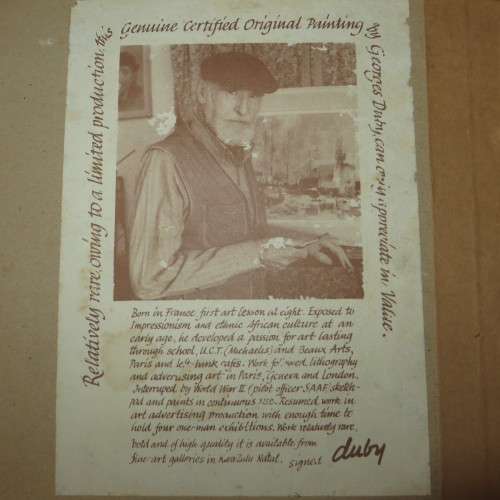 Relatively rare, owing to a limited production, this
Genuine Certified Original Painting
by Georges Duby, can only appreciate in Value.
Born in France first art lesson at eight. Exposed to
Impressionism and ethnic African culture at an
early age, he developed a passion for art lasting
through school, U.C.T. (Michaelis) and Beaux Arts,
Paris and left-bank cafés. Work followed, lithography
and advertising art in Paris, Geneva and London.
Interrupted by World War II (pilot officer SAAF) sketch-
pad and paints in continuous use. Resumed work in
art advertising production with enough time to
hold four one-man exhibitions. Work relatively rare,
bold and of high quality it is available from
fine art galleries in KwaZulu Natal. signed duby